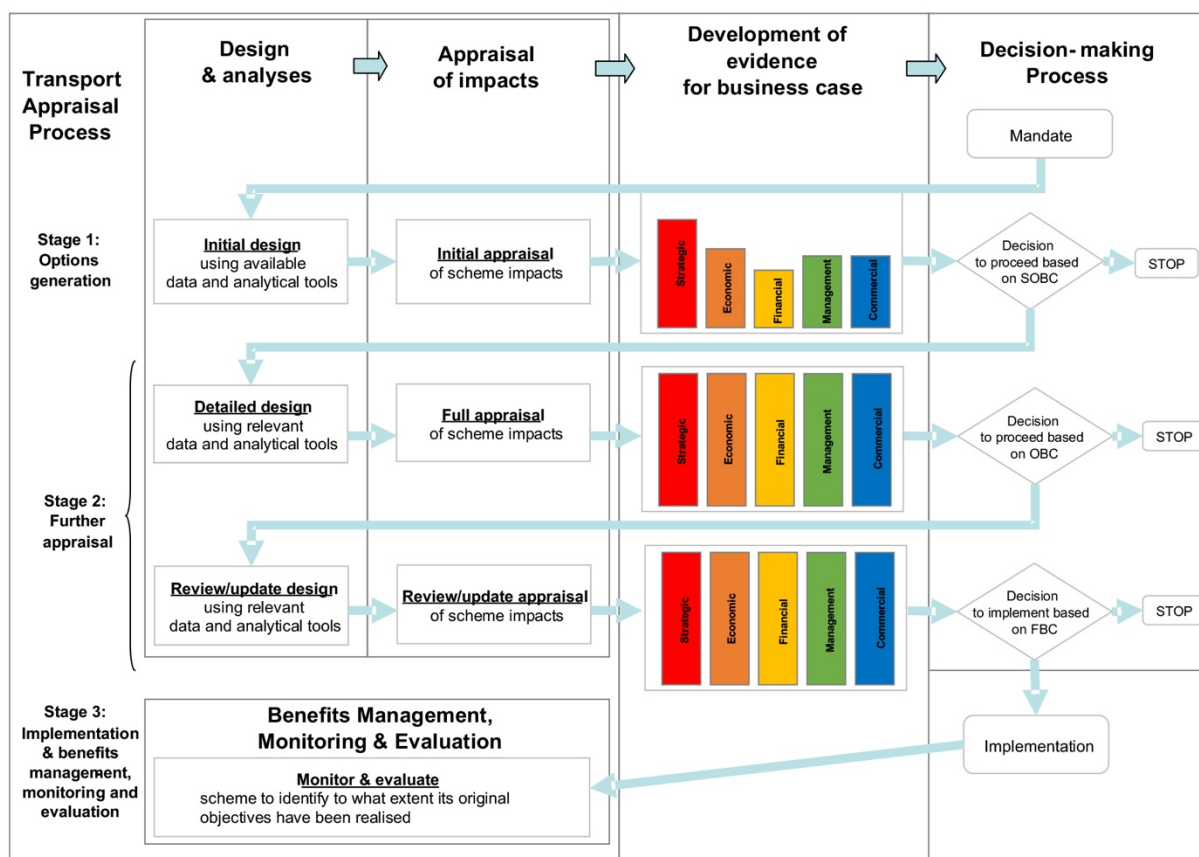 Transport
Appraisal
Process
Design
& analyses
Appraisal
of impacts
Development of
evidence
for business case
Decision- making
Process
Mandate
Stage 1:
Options
generation
Initial design
using available
data and analytical tools
Initial appraisal
of scheme impacts
Strategic
Economic
Financial
Management
Commercial
Decision
to proceed based
on SOBC
STOP
Stage 2:
Further
appraisal
Detailed design
using relevant
data and analytical tools
Full appraisal
of scheme impacts
Strategic
Economic
Financial
Management
Commercial
Decision
to proceed based
on OBC
STOP
Review/update design
using relevant
data and analytical tools
Review/update appraisal
of scheme impacts
Strategic
Economic
Financial
Management
Commercial
Decision
to implement based
on FBC
STOP
Stage 3:
Implementation
& benefits
management,
monitoring and
evaluation
Benefits Management,
Monitoring & Evaluation
Monitor & evaluate
scheme to identify to what extent its original
objectives have been realised
Implementation